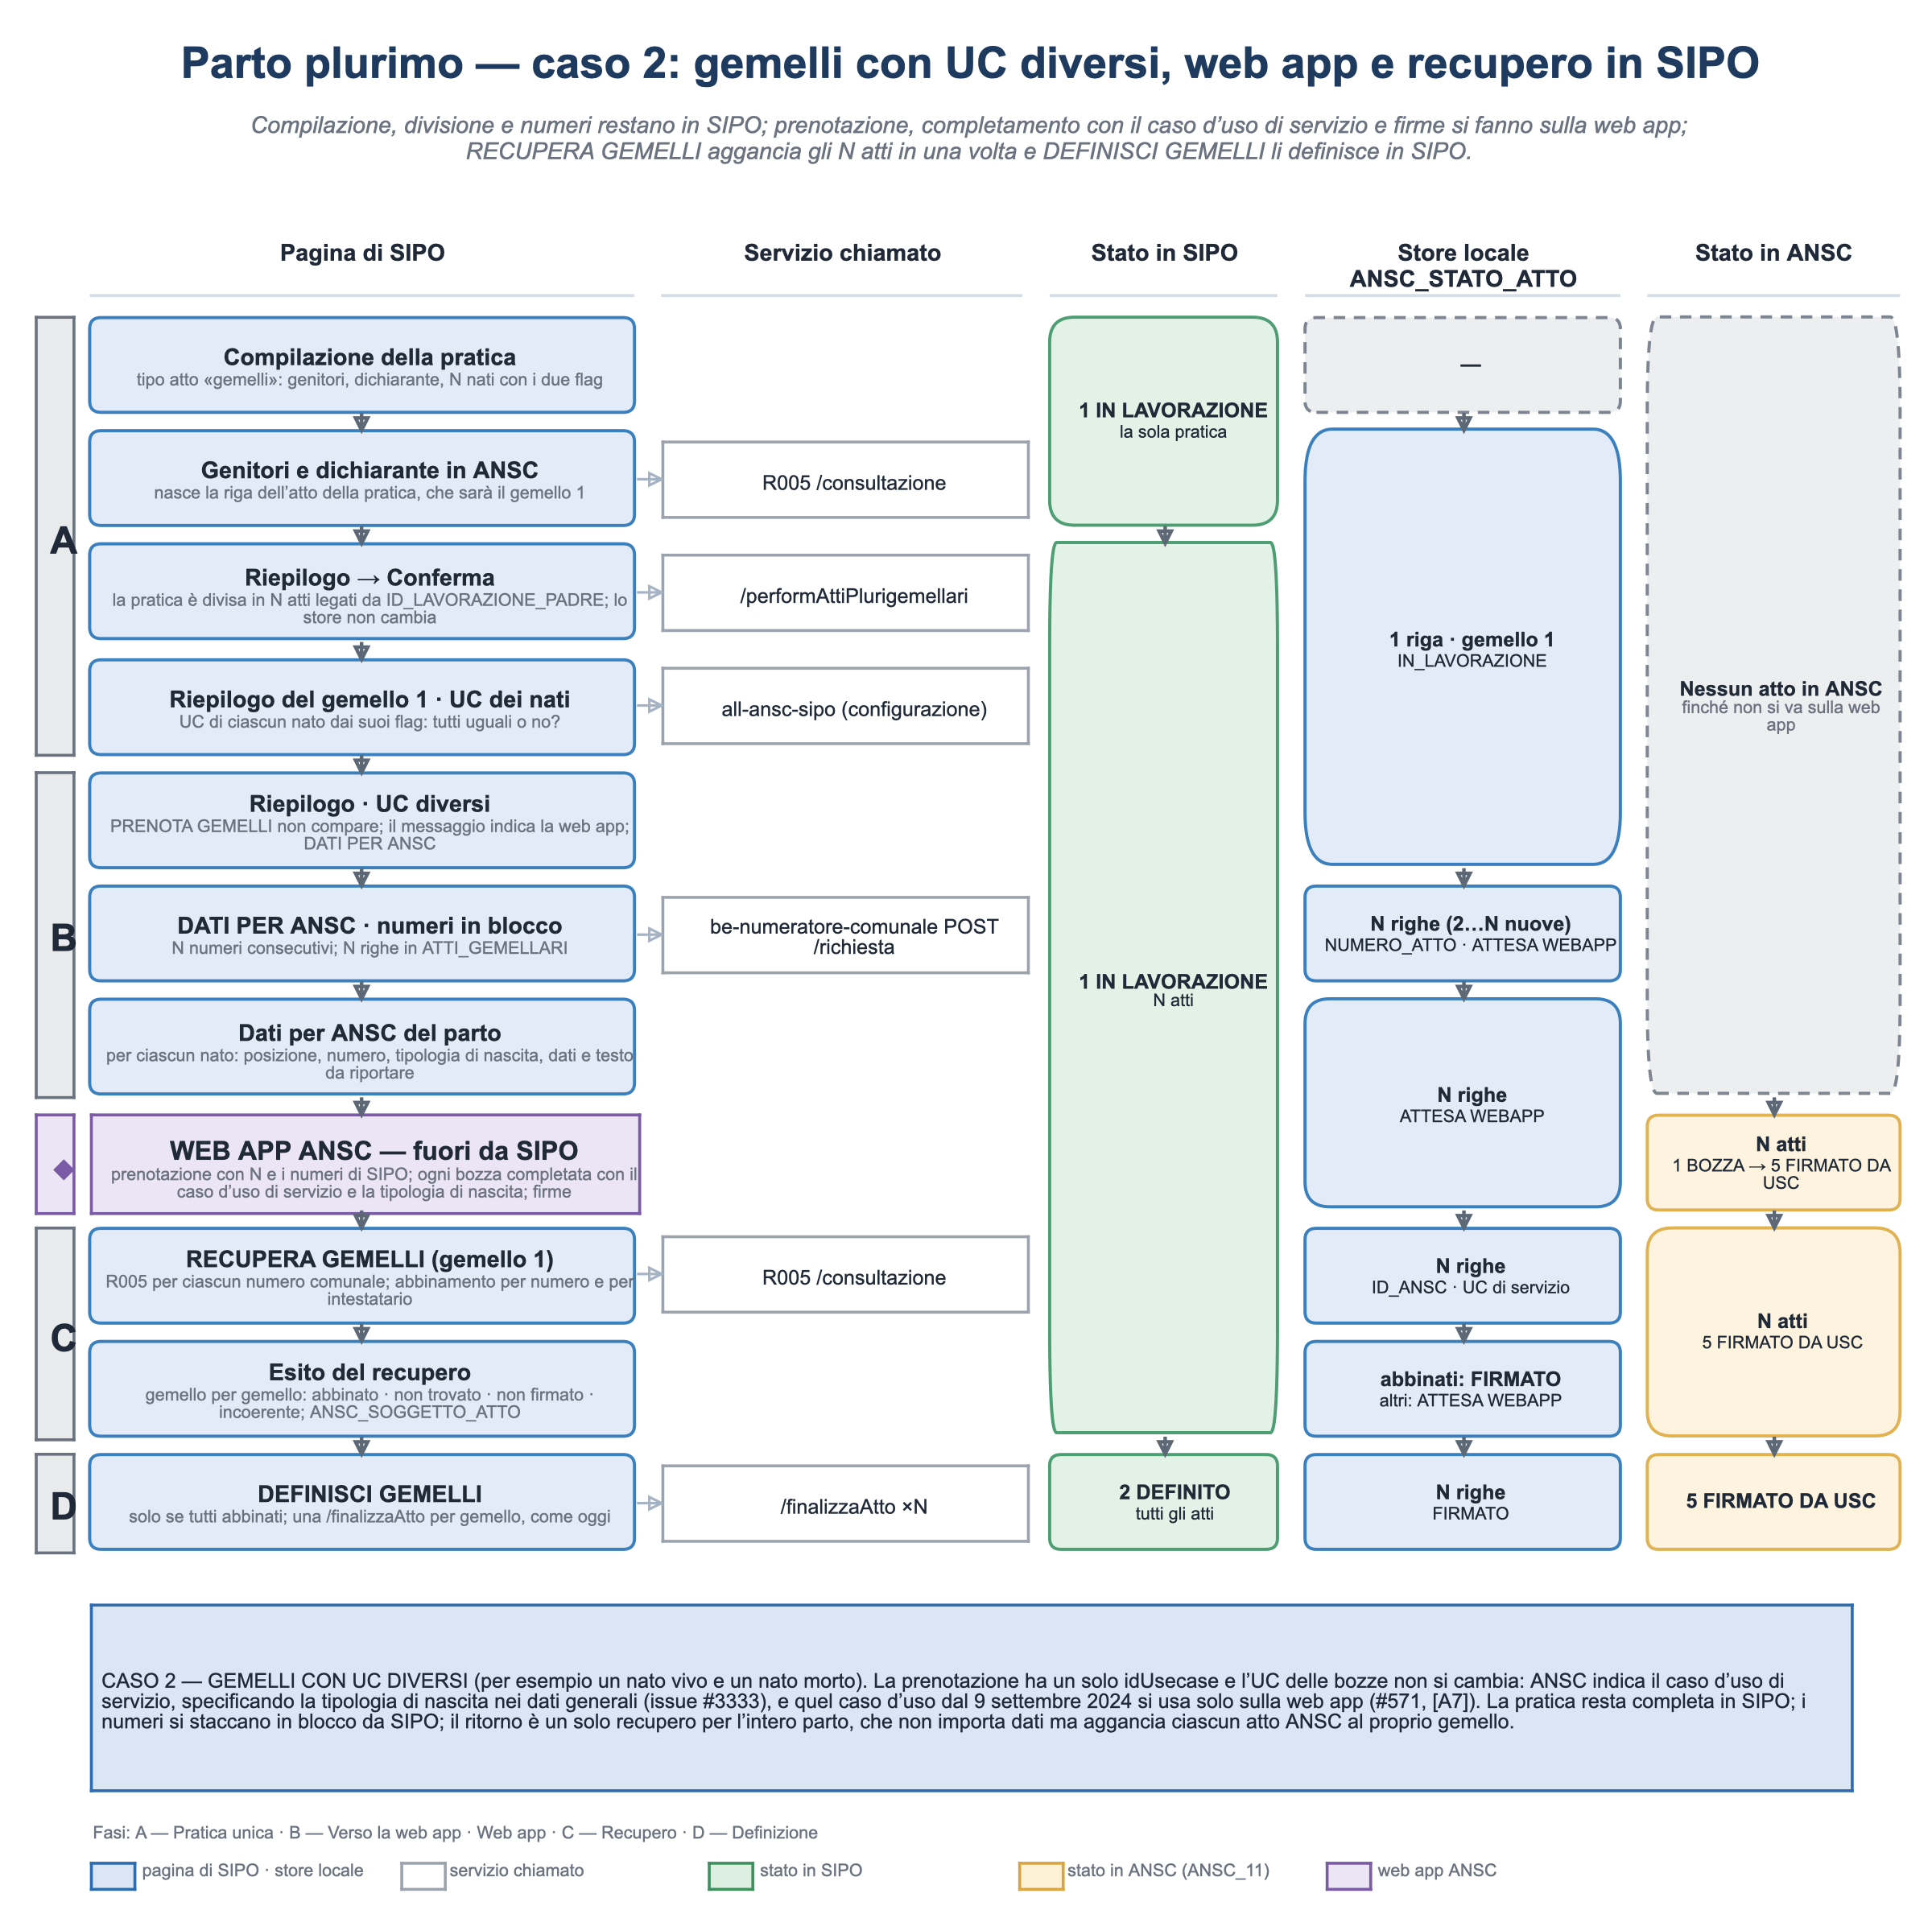 Parto plurimo — caso 2: gemelli con UC diversi, web app e recupero in SIPO
Compilazione, divisione e numeri restano in SIPO; prenotazione, completamento con il caso d’uso di servizio e firme si fanno sulla web app;
RECUPERA GEMELLI aggancia gli N atti in una volta e DEFINISCI GEMELLI li definisce in SIPO.
Pagina di SIPO
Servizio chiamato
Stato in SIPO
Store locale
ANSC_STATO_ATTO
Stato in ANSC
A
Compilazione della pratica
tipo atto «gemelli»: genitori, dichiarante, N nati con i due flag
1 IN LAVORAZIONE
la sola pratica
—
Genitori e dichiarante in ANSC
nasce la riga dell’atto della pratica, che sarà il gemello 1
R005 /consultazione
Riepilogo → Conferma
la pratica è divisa in N atti legati da ID_LAVORAZIONE_PADRE; lo
store non cambia
/performAttiPlurigemellari
1 riga · gemello 1
IN_LAVORAZIONE
Riepilogo del gemello 1 · UC dei nati
UC di ciascun nato dai suoi flag: tutti uguali o no?
all-ansc-sipo (configurazione)
Nessun atto in ANSC
finché non si va sulla web
app
B
Riepilogo · UC diversi
PRENOTA GEMELLI non compare; il messaggio indica la web app;
DATI PER ANSC
DATI PER ANSC · numeri in blocco
N numeri consecutivi; N righe in ATTI_GEMELLARI
be-numeratore-comunale POST
/richiesta
N righe (2…N nuove)
NUMERO_ATTO · ATTESA WEBAPP
1 IN LAVORAZIONE
N atti
Dati per ANSC del parto
per ciascun nato: posizione, numero, tipologia di nascita, dati e testo
da riportare
N righe
ATTESA WEBAPP
◆
WEB APP ANSC — fuori da SIPO
prenotazione con N e i numeri di SIPO; ogni bozza completata con il
caso d’uso di servizio e la tipologia di nascita; firme
N atti
1 BOZZA → 5 FIRMATO DA
USC
C
RECUPERA GEMELLI (gemello 1)
R005 per ciascun numero comunale; abbinamento per numero e per
intestatario
R005 /consultazione
N righe
ID_ANSC · UC di servizio
N atti
5 FIRMATO DA USC
Esito del recupero
gemello per gemello: abbinato · non trovato · non firmato ·
incoerente; ANSC_SOGGETTO_ATTO
abbinati: FIRMATO
altri: ATTESA WEBAPP
D
DEFINISCI GEMELLI
solo se tutti abbinati; una /finalizzaAtto per gemello, come oggi
/finalizzaAtto ×N
2 DEFINITO
tutti gli atti
N righe
FIRMATO
5 FIRMATO DA USC
CASO 2 — GEMELLI CON UC DIVERSI (per esempio un nato vivo e un nato morto). La prenotazione ha un solo idUsecase e l’UC delle bozze non si cambia: ANSC indica il caso d’uso di
servizio, specificando la tipologia di nascita nei dati generali (issue #3333), e quel caso d’uso dal 9 settembre 2024 si usa solo sulla web app (#571, [A7]). La pratica resta completa in SIPO; i
numeri si staccano in blocco da SIPO; il ritorno è un solo recupero per l’intero parto, che non importa dati ma aggancia ciascun atto ANSC al proprio gemello.
Fasi: A — Pratica unica · B — Verso la web app · Web app · C — Recupero · D — Definizione
pagina di SIPO · store locale
servizio chiamato
stato in SIPO
stato in ANSC (ANSC_11)
web app ANSC